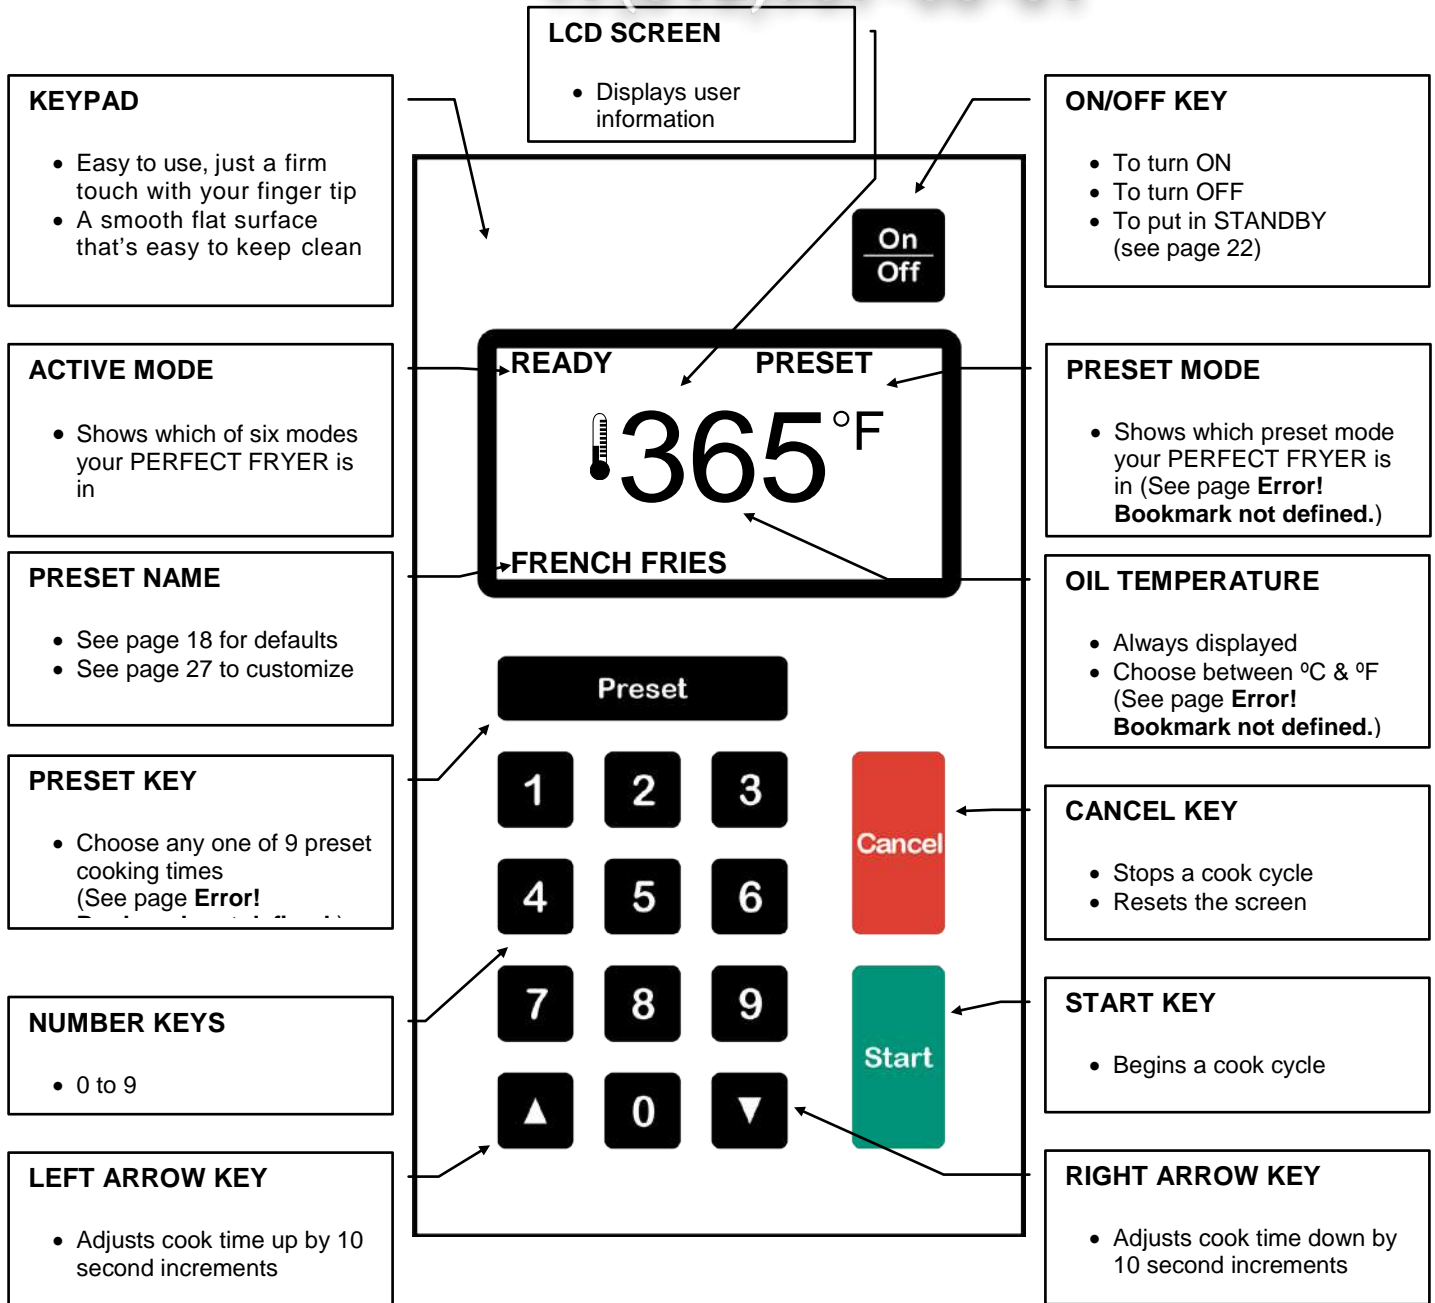 LCD SCREEN
• Displays user
information
KEYPAD
• Easy to use, just a firm
touch with your finger tip
• A smooth flat surface
that's easy to keep clean
ON/OFF KEY
• To turn ON
• To turn OFF
• To put in STANDBY
(see page 22)
On
Off
ACTIVE MODE
• Shows which of six modes
your PERFECT FRYER is
in
READY PRESET
365°F
FRENCH FRIES
PRESET MODE
• Shows which preset mode
your PERFECT FRYER is
in (See page Error!
Bookmark not defined.)
PRESET NAME
• See page 18 for defaults
• See page 27 to customize
OIL TEMPERATURE
• Always displayed
• Choose between ºC & ºF
(See page Error!
Bookmark not defined.)
Preset
PRESET KEY
• Choose any one of 9 preset
cooking times
(See page Error!
1 2 3
4 5 6
7 8 9
▲ 0 ▼
Cancel
Start
CANCEL KEY
• Stops a cook cycle
• Resets the screen
NUMBER KEYS
• 0 to 9
START KEY
• Begins a cook cycle
LEFT ARROW KEY
• Adjusts cook time up by 10
second increments
RIGHT ARROW KEY
• Adjusts cook time down by
10 second increments